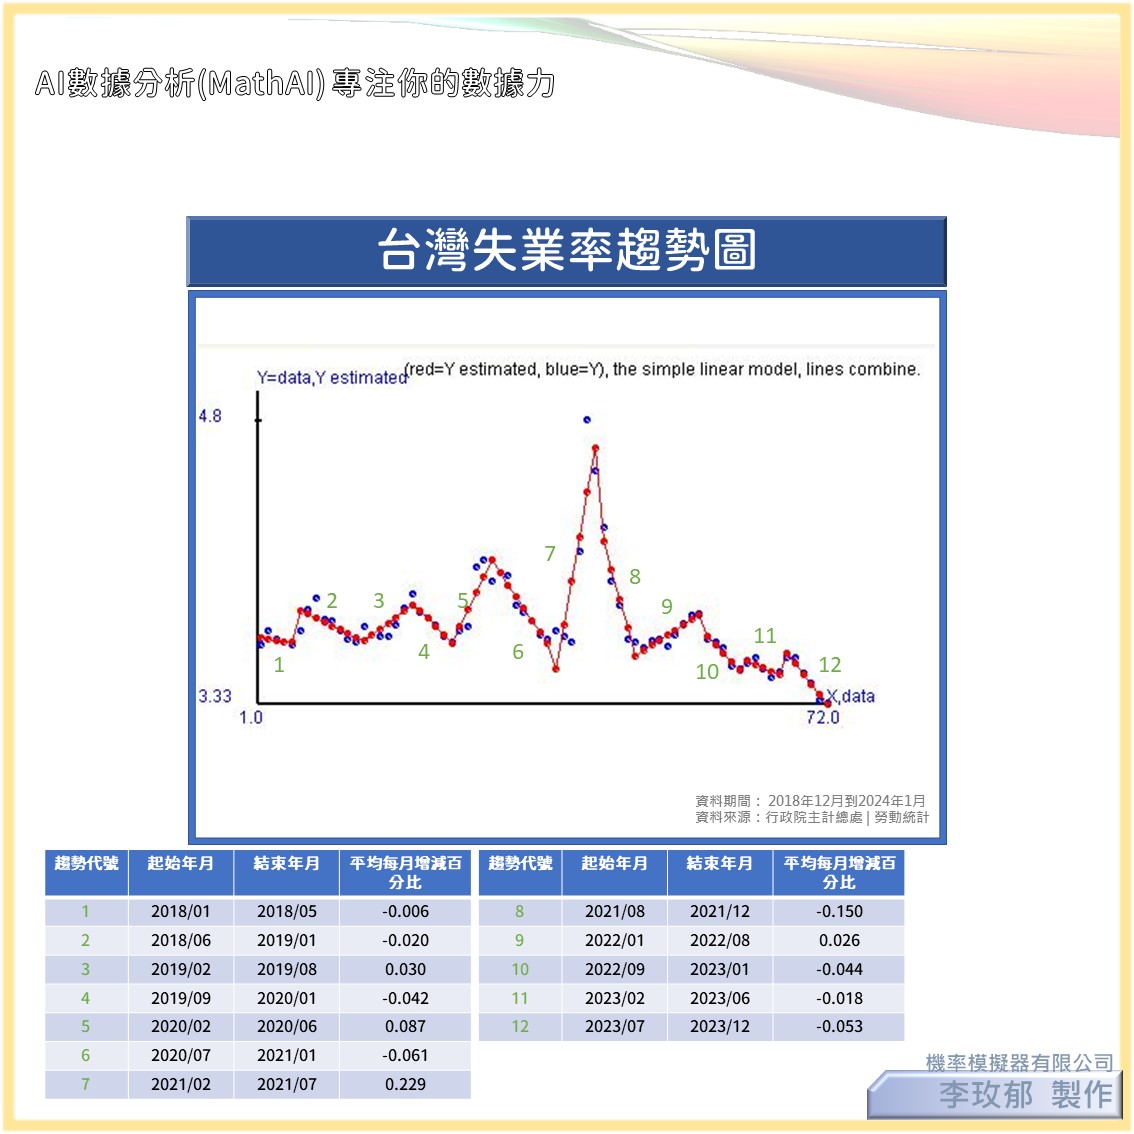 AI數據分析(MathAI) 專注你的數據力
台灣失業率趨勢圖
Y=data,Y estimated
(red=Y estimated, blue=Y), the simple linear model, lines combine.
4.8
7
8
2
3
5
9
11
1
4
6
10
12
3.33
X,data
1.0
72.0
資料期間： 2018年12月到2024年1月
資料來源：行政院主計總處 | 勞動統計
趨勢代號 起始年月 結束年月 平均每月增減百分比
1 2018/01 2018/05 -0.006
2 2018/06 2019/01 -0.020
3 2019/02 2019/08 0.030
4 2019/09 2020/01 -0.042
5 2020/02 2020/06 0.087
6 2020/07 2021/01 -0.061
7 2021/02 2021/07 0.229
趨勢代號 起始年月 結束年月 平均每月增減百分比
8 2021/08 2021/12 -0.150
9 2022/01 2022/08 0.026
10 2022/09 2023/01 -0.044
11 2023/02 2023/06 -0.018
12 2023/07 2023/12 -0.053
機率模擬器有限公司
李玫郁 製作